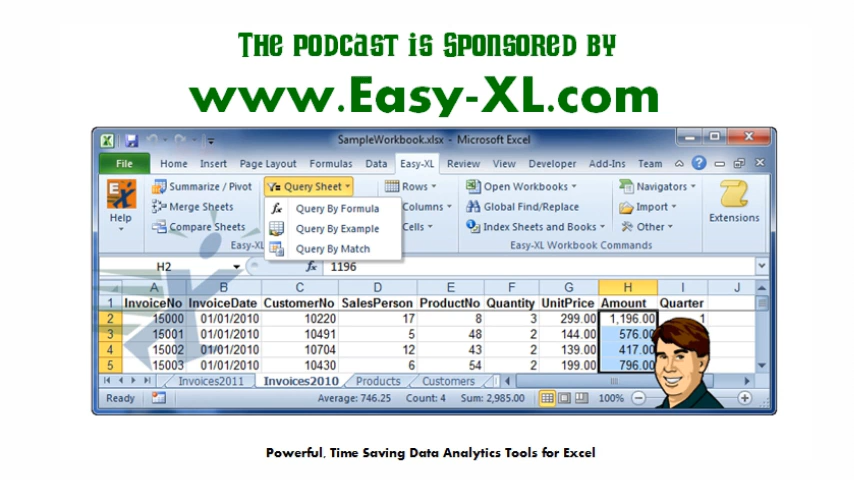 The podcast is Sponsored by
www.Easy-XL.com
SampleWorkbook.xlsx - Microsoft Excel
File Home Insert Page Layout Formulas Data Easy-XL Review View Developer Add-Ins Team
Summarize / Pivot Query Sheet Rows Open Workbooks Navigators
Merge Sheets Query By Formula Columns Global Find/Replace Import
Help Compare Sheets Query By Example Cells Index Sheets and Books Other Extensions
Easy-XL Query By Match Easy-XL Workbook Commands
H2 fx 1196
A B C D E F G H I J
1 InvoiceNo InvoiceDate CustomerNo SalesPerson ProductNo Quantity UnitPrice Amount Quarter
2 15000 01/01/2010 10220 17 8 3 299.00 1,196.00 1
3 15001 01/01/2010 10491 5 48 2 144.00 576.00
4 15002 01/01/2010 10704 12 43 2 139.00 417.00
5 15003 01/01/2010 10430 6 54 2 199.00 796.00
Invoices2011 Invoices2010 Products Customers
Ready Average: 746.25 Count: 4 Sum: 2,985.00 100%
Powerful, Time Saving Data Analytics Tools for Excel